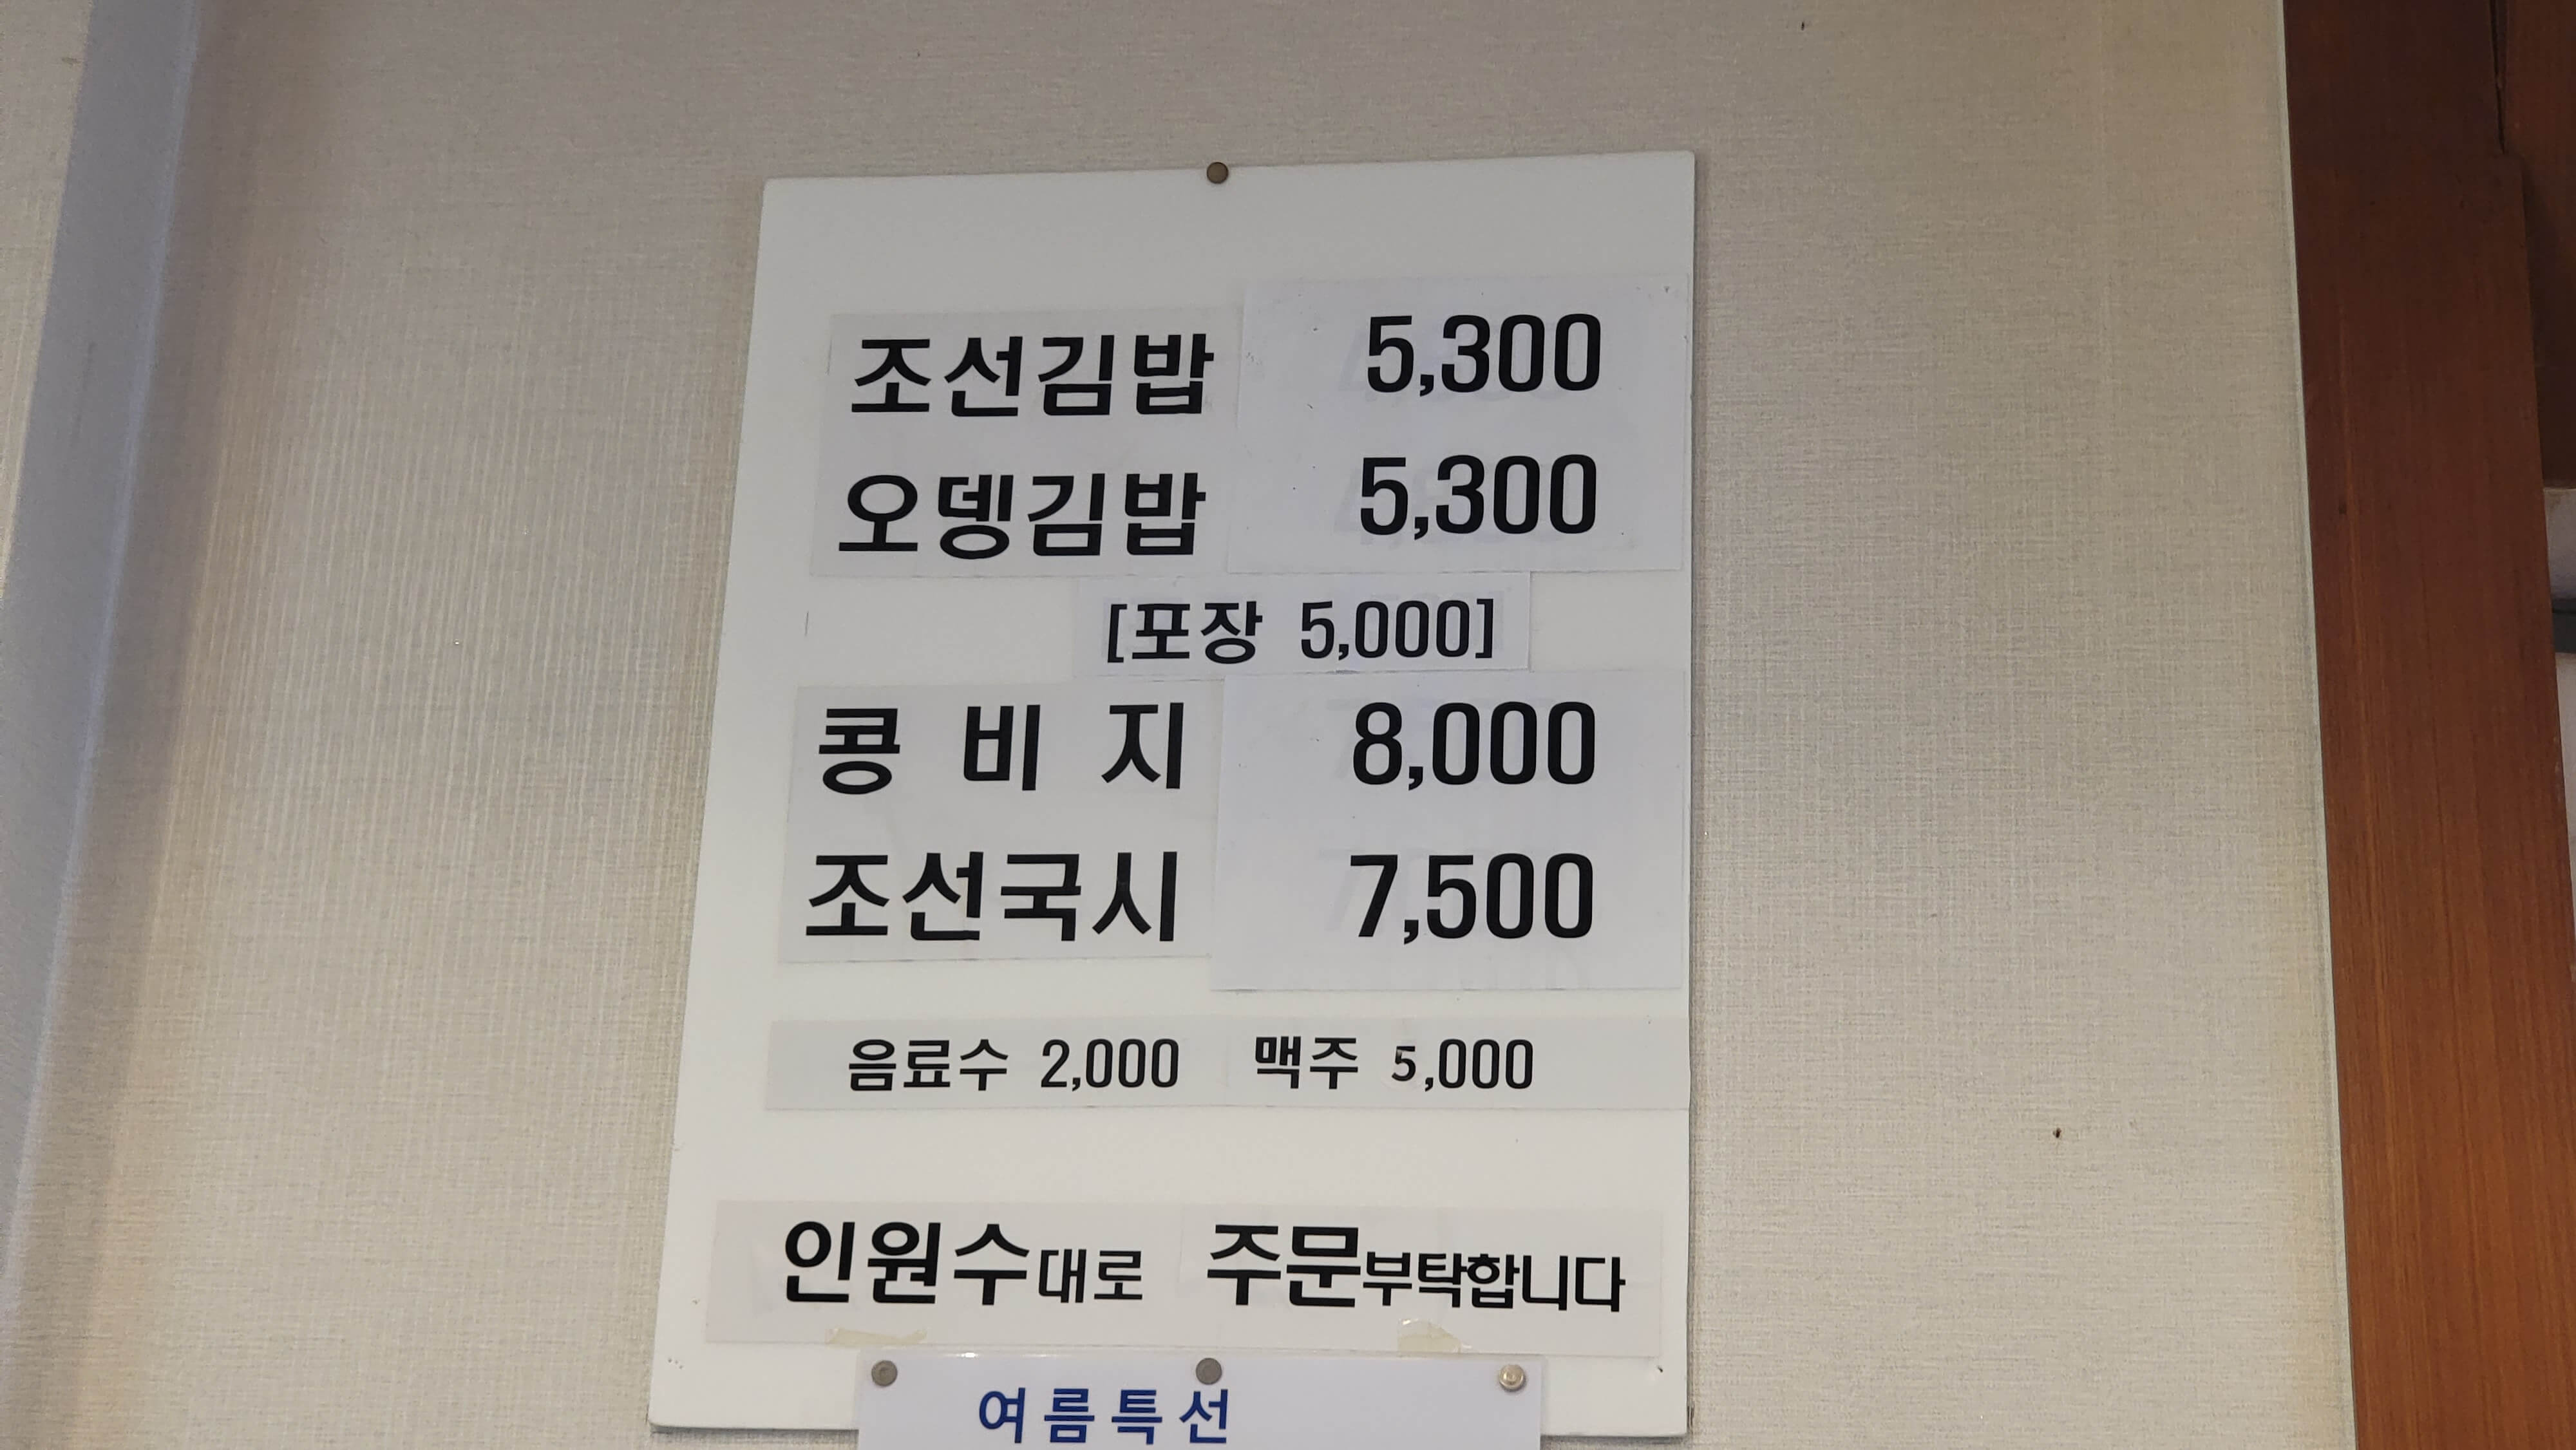 조선김밥 5,300
오뎅김밥 5,300
[포장 5,000]
콩 비 지 8,000
조선국시 7,500
음료수 2,000 맥주 5,000
인원수대로 주문부탁합니다
여름특선